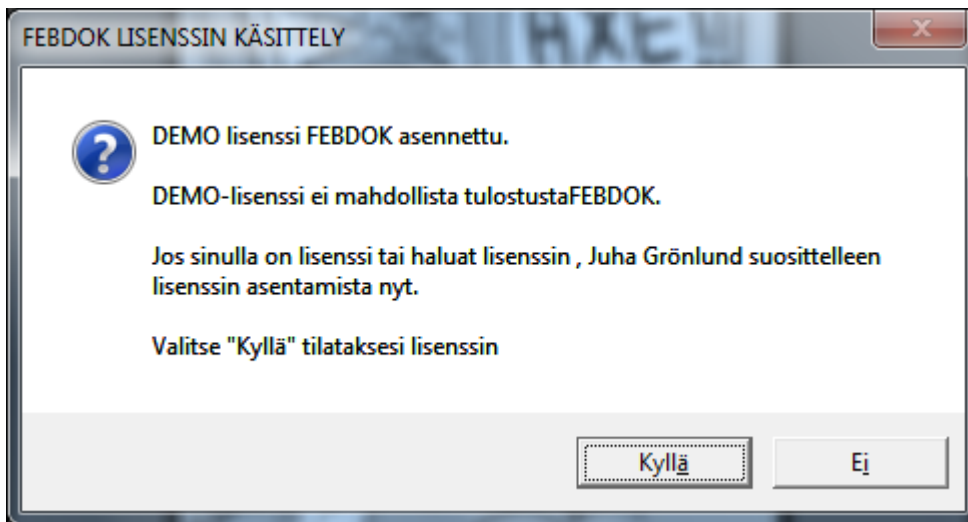 FEBDOK LISENSSIN KÄSITTELY
DEMO lisenssi FEBDOK asennettu.
DEMO-lisenssi ei mahdollista tulostustaFEBDOK.
Jos sinulla on lisenssi tai haluat lisenssin , Juha Grönlund suosittelleen
lisenssin asentamista nyt.
Valitse "Kyllä" tilataksesi lisenssin
Kyllä
Ei